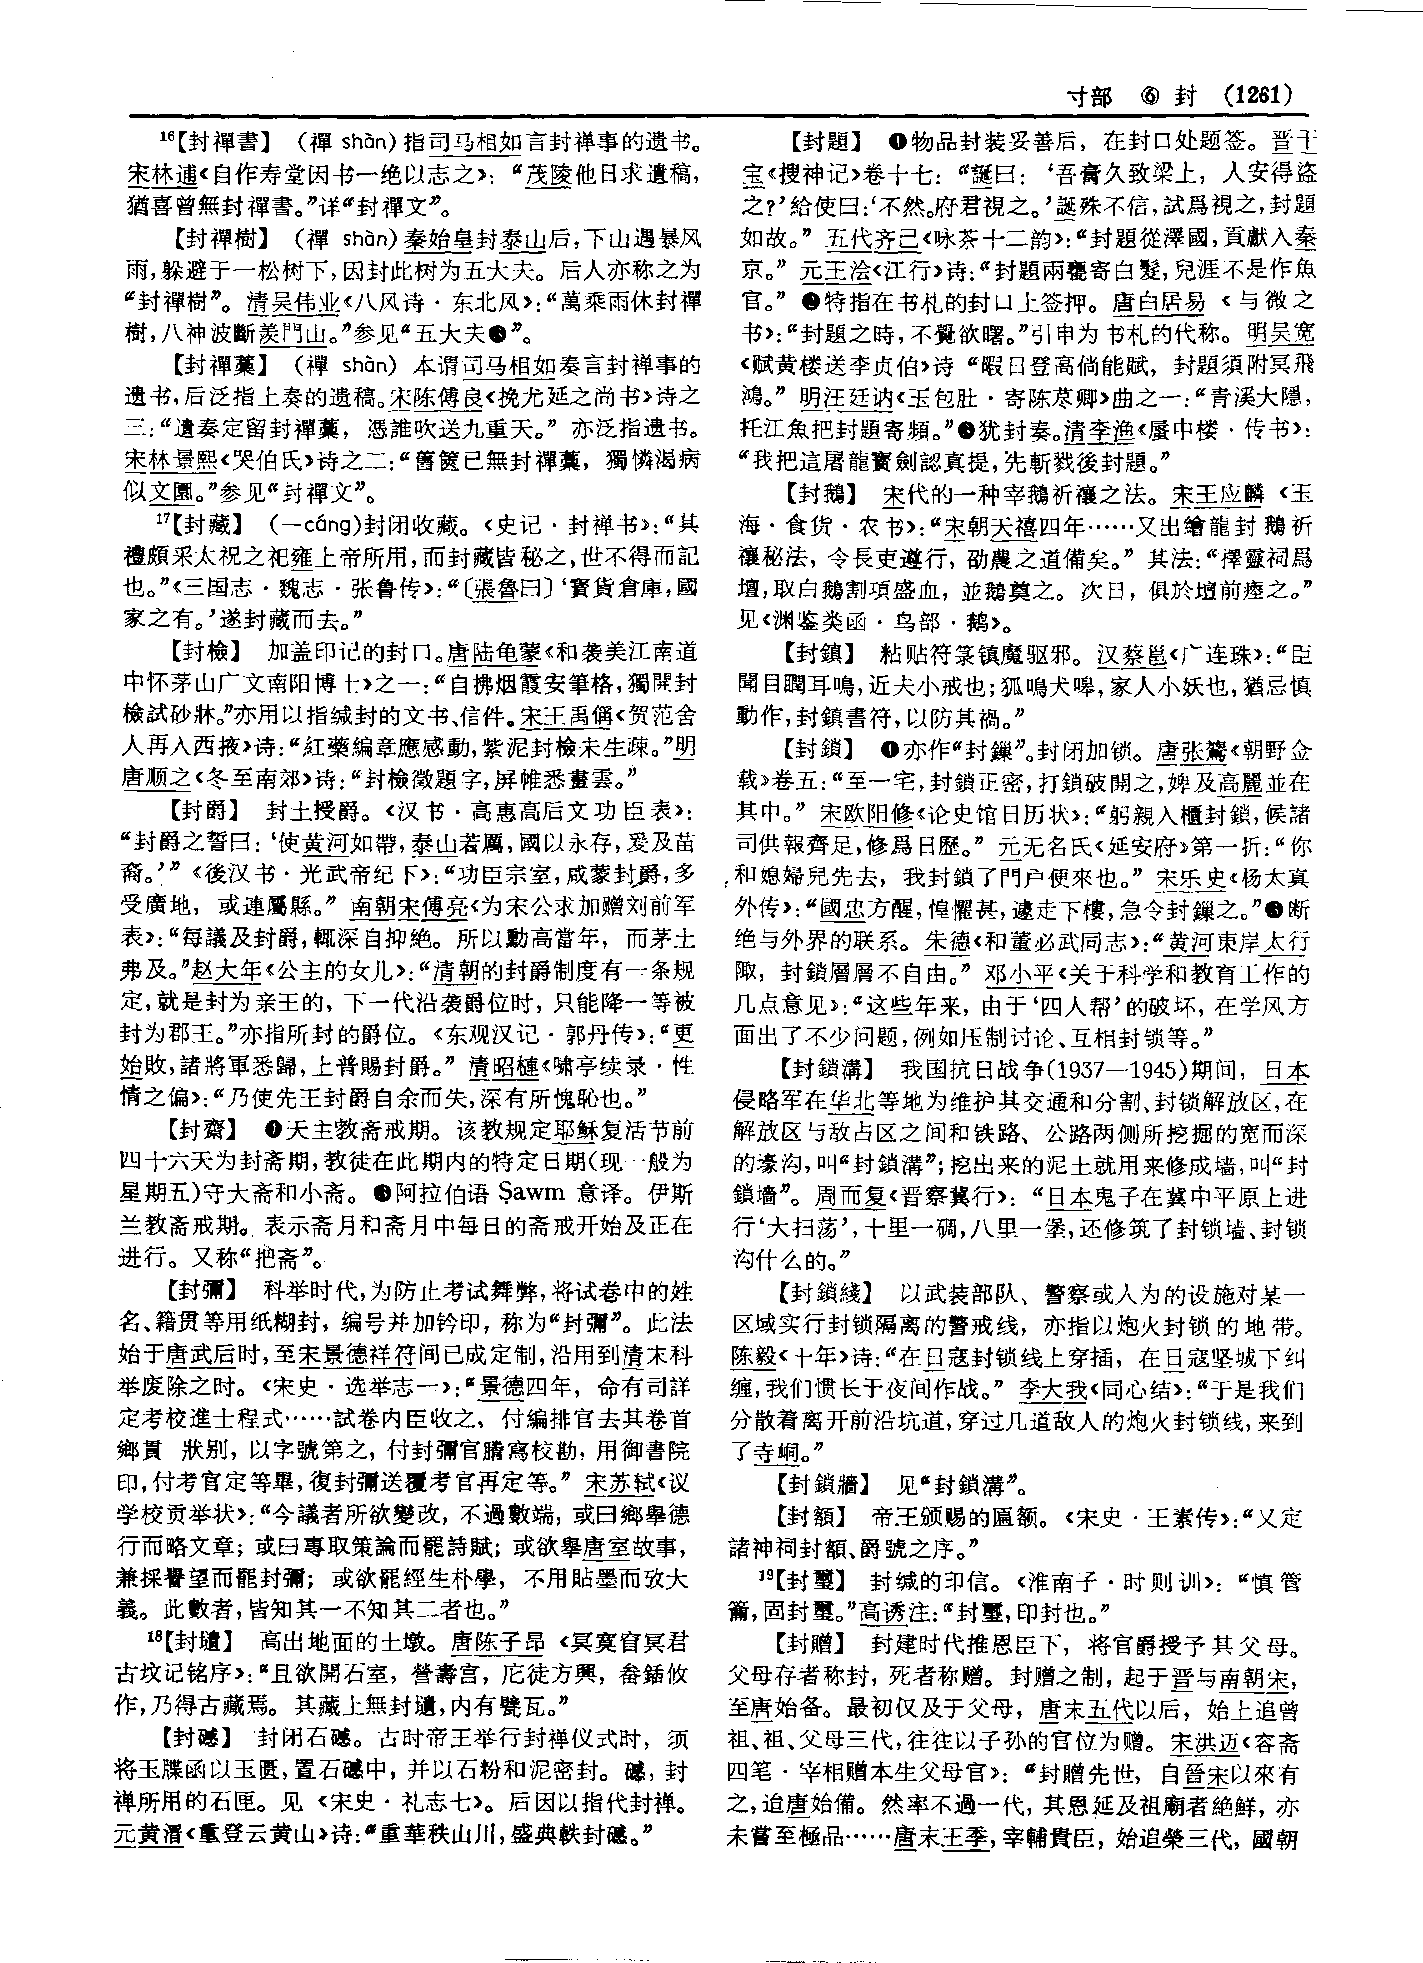 寸部 ⑥ 封 (1261)
¹⁶【封禪書】 (禪 shàn)指司马相如言封禅事的遗书。
宋林逋《自作寿堂因书一绝以志之》：“茂陵他日求遺稿，
猶喜曾無封禪書。”详“封禪文”。
【封禪樹】 (禪 shàn)秦始皇封泰山后，下山遇暴风
雨，躲避于一松树下，因封此树为五大夫。后人亦称之为
“封禪樹”。清吴伟业《八风诗·东北风》：“萬乘雨休封禪
樹，八神波斷羨門山。”参见“五大夫❷”。
【封禪藁】 (禪 shàn) 本谓司马相如奏言封禅事的
遗书，后泛指上奏的遗稿。宋陈傅良《挽尤延之尚书》诗之
三：“遺奏定留封禪藁，憑誰吹送九重天。” 亦泛指遗书。
宋林景熙《哭伯氏》诗之二：“舊篋已無封禪藁，獨憐渴病
似文園。”参见“封禪文”。
¹⁷【封藏】 (—cáng)封闭收藏。《史记·封禅书》：“其
禮頗采太祝之祀雍上帝所用，而封藏皆秘之，世不得而記
也。”《三国志·魏志·张鲁传》：“〔張魯曰〕‘寶貨倉庫，國
家之有。’遂封藏而去。”
【封檢】 加盖印记的封口。唐陆龟蒙《和袭美江南道
中怀茅山广文南阳博士》之一：“自拂烟霞安筆格，獨開封
檢試砂牀。”亦用以指缄封的文书、信件。宋王禹偁《贺范舍
人再入西掖》诗：“紅藥編章應感動，紫泥封檢未生疎。”明
唐顺之《冬至南郊》诗：“封檢徵題字，屏帷悉畫雲。”
【封爵】 封土授爵。《汉书·高惠高后文功臣表》：
“封爵之誓曰：‘使黄河如帶，泰山若厲，國以永存，爰及苗
裔。’” 《後汉书·光武帝纪下》：“功臣宗室，咸蒙封爵，多
受廣地，或連屬縣。” 南朝宋傅亮《为宋公求加赠刘前军
表》：“每議及封爵，輒深自抑絶。所以勳高當年，而茅土
弗及。”赵大年《公主的女儿》：“清朝的封爵制度有一条规
定，就是封为亲王的，下一代沿袭爵位时，只能降一等被
封为郡王。”亦指所封的爵位。《东观汉记·郭丹传》：“更
始敗，諸將軍悉歸，上普賜封爵。” 清昭槤《啸亭续录·性
情之偏》：“乃使先王封爵自余而失，深有所愧恥也。”
【封齋】 ❶天主教斋戒期。该教规定耶稣复活节前
四十六天为封斋期，教徒在此期内的特定日期(现一般为
星期五)守大斋和小斋。❷阿拉伯语 Ṣawm 意译。伊斯
兰教斋戒期。表示斋月和斋月中每日的斋戒开始及正在
进行。又称“把斋”。
【封彌】 科举时代，为防止考试舞弊，将试卷中的姓
名、籍贯等用纸糊封，编号并加钤印，称为“封彌”。此法
始于唐武后时，至宋景德祥符间已成定制，沿用到清末科
举废除之时。《宋史·选举志一》：“景德四年，命有司詳
定考校進士程式……試卷内臣收之，付編排官去其卷首
鄉貫 狀别，以字號第之，付封彌官謄寫校勘，用御書院
印，付考官定等畢，復封彌送覆考官再定等。” 宋苏轼《议
学校贡举状》：“今議者所欲變改，不過數端，或曰鄉舉德
行而略文章；或曰專取策論而罷詩賦；或欲舉唐室故事，
兼採譽望而罷封彌；或欲罷經生朴學，不用貼墨而攷大
義。此數者，皆知其一不知其二者也。”
¹⁸【封壝】 高出地面的土墩。唐陈子昂《冥寞官冥君
古坟记铭序》：“且欲開石室，營壽宫，庀徒方興，畚鍤攸
作，乃得古藏焉。其藏上無封壝，内有甓瓦。”
【封䃭】 封闭石䃭。古时帝王举行封禅仪式时，须
将玉牒函以玉匮，置石䃭中，并以石粉和泥密封。䃭，封
禅所用的石匣。见《宋史·礼志七》。后因以指代封禅。
元黄溍《重登云黄山》诗：“重華秩山川，盛典軼封䃭。”
【封題】 ❶物品封装妥善后，在封口处题签。晋干
宝《搜神记》卷十七：“誕曰：‘吾膏久致梁上，人安得盗
之？’給使曰：‘不然。府君視之。’誕殊不信，試爲視之，封題
如故。” 五代齐己《咏茶十二韵》：“封題從澤國，貢獻入秦
京。” 元王冾《江行》诗：“封題兩甕寄白髮，兒涯不是作魚
官。” ❷特指在书札的封口上签押。唐白居易《与微之
书》：“封題之時，不覺欲曙。”引申为书札的代称。明吴宽
《赋黄楼送李贞伯》诗“暇日登高倘能賦，封題須附冥飛
鴻。” 明汪廷讷《玉包肚·寄陈荩卿》曲之一：“青溪大隱，
托江魚把封題寄頻。”❸犹封奏。清李渔《蜃中楼·传书》：
“我把這屠龍寶劍認真提，先斬戮後封題。”
【封鵝】 宋代的一种宰鹅祈禳之法。宋王应麟《玉
海·食货·农书》：“宋朝天禧四年……又出繪龍封鵝祈
禳秘法，令長吏遵行，劭農之道備矣。” 其法：“擇靈祠爲
壇，取白鵝割項盛血，並鵝奠之。次日，俱於壇前瘞之。”
见《渊鉴类函·鸟部·鹅》。
【封鎮】 粘贴符箓镇魔驱邪。汉蔡邕《广连珠》：“臣
聞目瞤耳鳴，近夫小戒也；狐鳴犬嘷，家人小妖也，猶忌慎
動作，封鎮書符，以防其禍。”
【封鎖】 ❶亦作“封鏁”。封闭加锁。唐张鷟《朝野佥
载》卷五：“至一宅，封鎖正密，打鎖破開之，婢及高麗並在
其中。” 宋欧阳修《论史馆日历状》：“躬親入櫃封鎖，候諸
司供報齊足，修爲日歷。” 元无名氏《延安府》第一折：“你
和媳婦兒先去，我封鎖了門户便來也。” 宋乐史《杨太真
外传》：“國忠方醒，惶懼甚，遽走下樓，急令封鏁之。”❷断
绝与外界的联系。朱德《和董必武同志》：“黄河東岸太行
陬，封鎖層層不自由。” 邓小平《关于科学和教育工作的
几点意见》：“这些年来，由于‘四人帮’的破坏，在学风方
面出了不少问题，例如压制讨论、互相封锁等。”
【封鎖溝】 我国抗日战争(1937—1945)期间，日本
侵略军在华北等地为维护其交通和分割、封锁解放区，在
解放区与敌占区之间和铁路、公路两侧所挖掘的宽而深
的壕沟，叫“封鎖溝”；挖出来的泥土就用来修成墙，叫“封
鎖墙”。周而复《晋察冀行》：“日本鬼子在冀中平原上进
行‘大扫荡’，十里一碉，八里一堡，还修筑了封锁墙、封锁
沟什么的。”
【封鎖綫】 以武装部队、警察或人为的设施对某一
区域实行封锁隔离的警戒线，亦指以炮火封锁的地带。
陈毅《十年》诗：“在日寇封锁线上穿插，在日寇坚城下纠
缠，我们惯长于夜间作战。” 李大我《同心结》：“于是我们
分散着离开前沿坑道，穿过几道敌人的炮火封锁线，来到
了寺峒。”
【封鎖牆】 见“封鎖溝”。
【封額】 帝王颁赐的匾额。《宋史·王素传》：“又定
諸神祠封額、爵號之序。”
¹⁹【封璽】 封缄的印信。《淮南子·时则训》：“慎管
籥，固封璽。”高诱注：“封璽，印封也。”
【封赠】 封建时代推恩臣下，将官爵授予其父母。
父母存者称封，死者称赠。封赠之制，起于晋与南朝宋，
至唐始备。最初仅及于父母，唐末五代以后，始上追曾
祖、祖、父母三代，往往以子孙的官位为赠。宋洪迈《容斋
四笔·宰相赠本生父母官》：“封贈先世，自晉宋以來有
之，迨唐始備。然率不過一代，其恩延及祖廟者絶鮮，亦
未嘗至極品……唐末王季，宰輔貴臣，始追榮三代，國朝